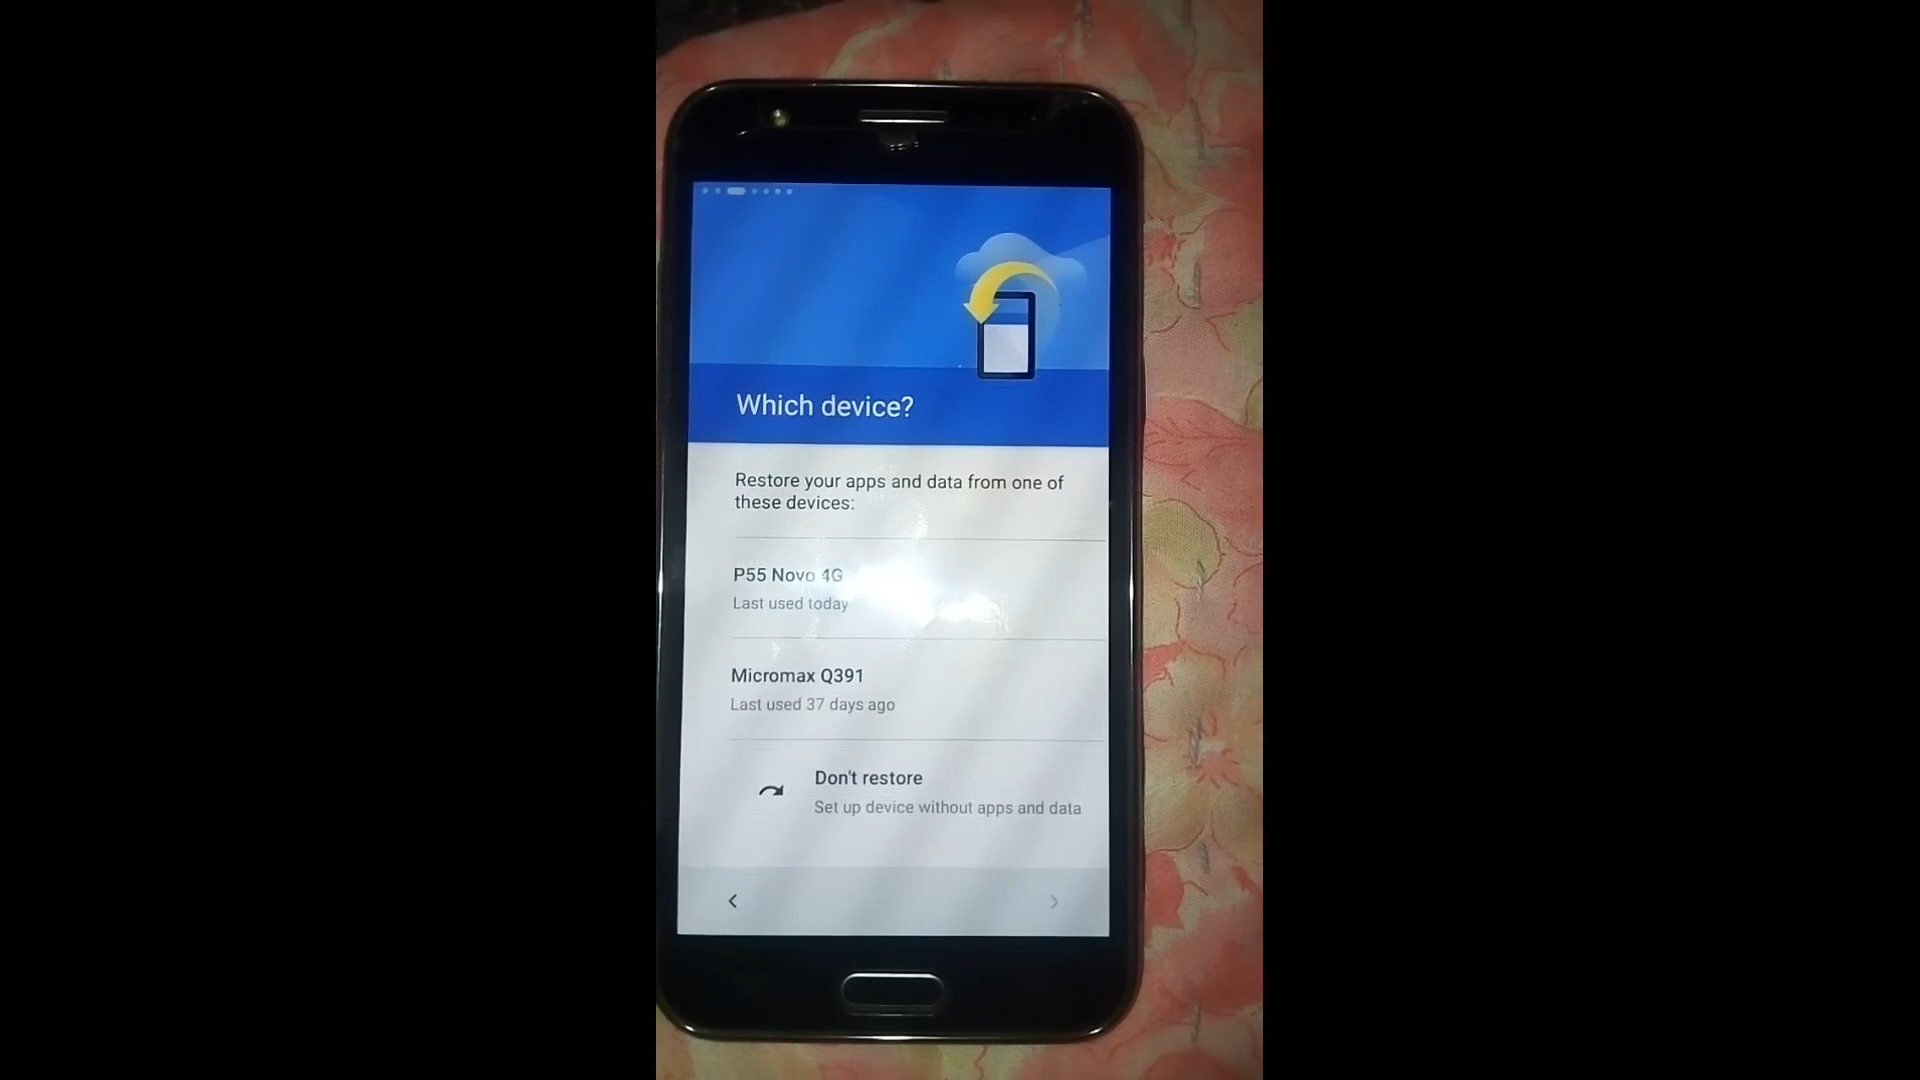 Which device?
Restore your apps and data from one of
these devices:
P55 Novo 4G
Last used today
Micromax Q391
Last used 37 days ago
Don't restore
Set up device without apps and data